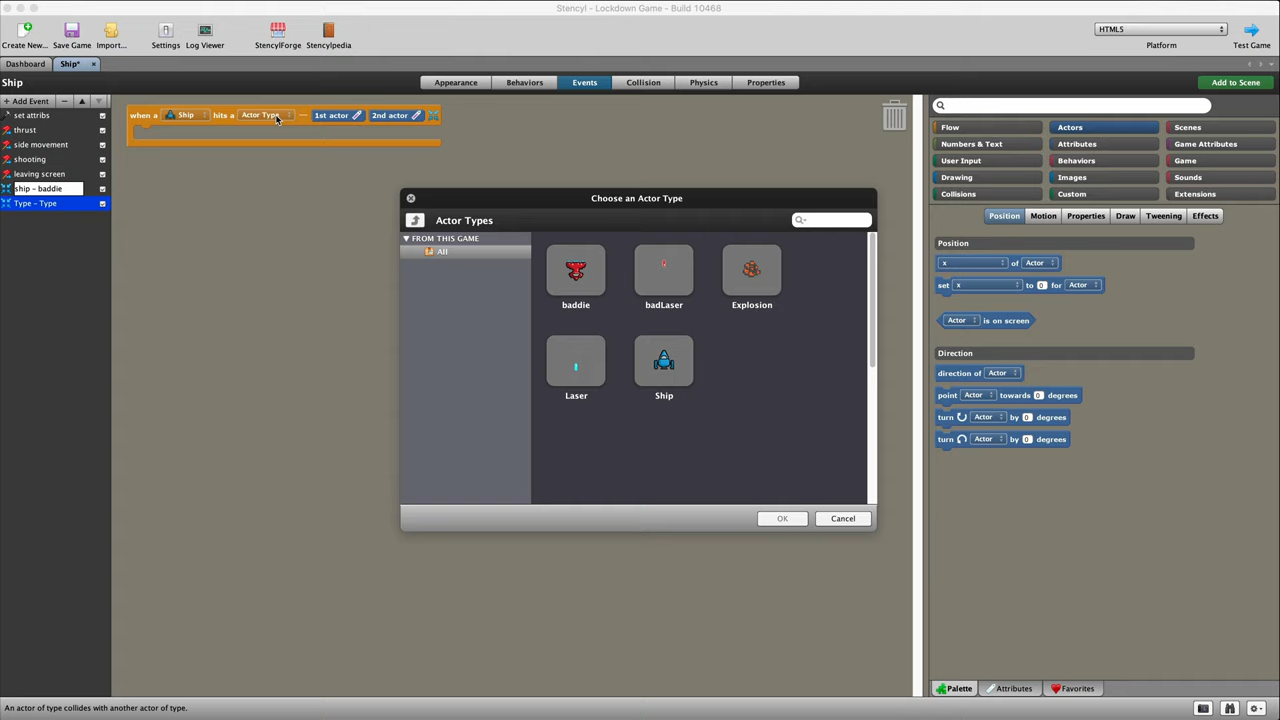 Stencyl - Lockdown Game - Build 10468
Create New... Save Game Import... Settings Log Viewer StencylForge Stencylpedia
HTML5
Platform
Test Game
Dashboard Ship*
Ship
Appearance Behaviors Events Collision Physics Properties
Add to Scene
+ Add Event
set attribs
thrust
side movement
shooting
leaving screen
ship - baddie
Type - Type
when a Ship hits a Actor Type — 1st actor 2nd actor
Choose an Actor Type
Actor Types
FROM THIS GAME
All
baddie badLaser Explosion
Laser Ship
OK Cancel
Flow Actors Scenes
Numbers & Text Attributes Game Attributes
User Input Behaviors Game
Drawing Images Sounds
Collisions Custom Extensions
Position Motion Properties Draw Tweening Effects
Position
x of Actor
set x to 0 for Actor
Actor is on screen
Direction
direction of Actor
point Actor towards 0 degrees
turn Actor by 0 degrees
turn Actor by 0 degrees
Palette Attributes Favorites
An actor of type collides with another actor of type.